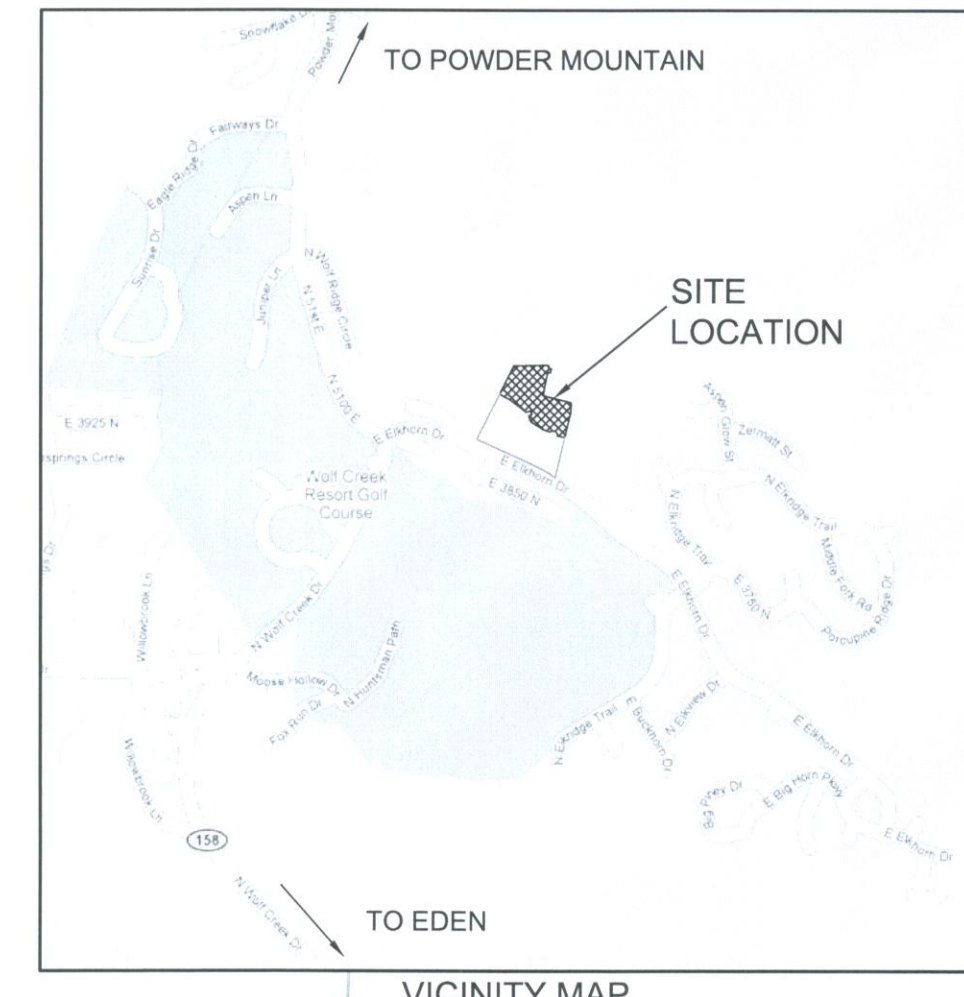 Snowflake Dr
Powder Mou
TO POWDER MOUNTAIN
Fairways Dr
Eagle Ridge Dr
Aspen Ln
Sunrise Dr
Juniper Ln
N Wolf Ridge Circle
N 51st E
N 5100 E
SITE
LOCATION
E 3925 N
springs Circle
E Elkhorn Dr
Wolf Creek
Resort Golf
Course
E Elkhorn Dr
E 3850 N
Aspen Glow St
Zermatt St
N Elkridge Trail
N Elkridge Trail
Middle Fork Rd
E 3750 N
Porcupine Ridge Dr
Willowbrook Ln
N Wolf Creek Dr
E Elkhorn Dr
Moose Hollow Dr
N Huntsman Path
Fox Run Dr
N Elkridge Trail
E Buckhorn Dr
N Elkview Dr
E Elkhorn Dr
Big Piney Dr
E Big Horn Pkwy
E Elkhorn Dr
Willowbrook Ln
158
N Wolf Creek Dr
TO EDEN
VICINITY MAP